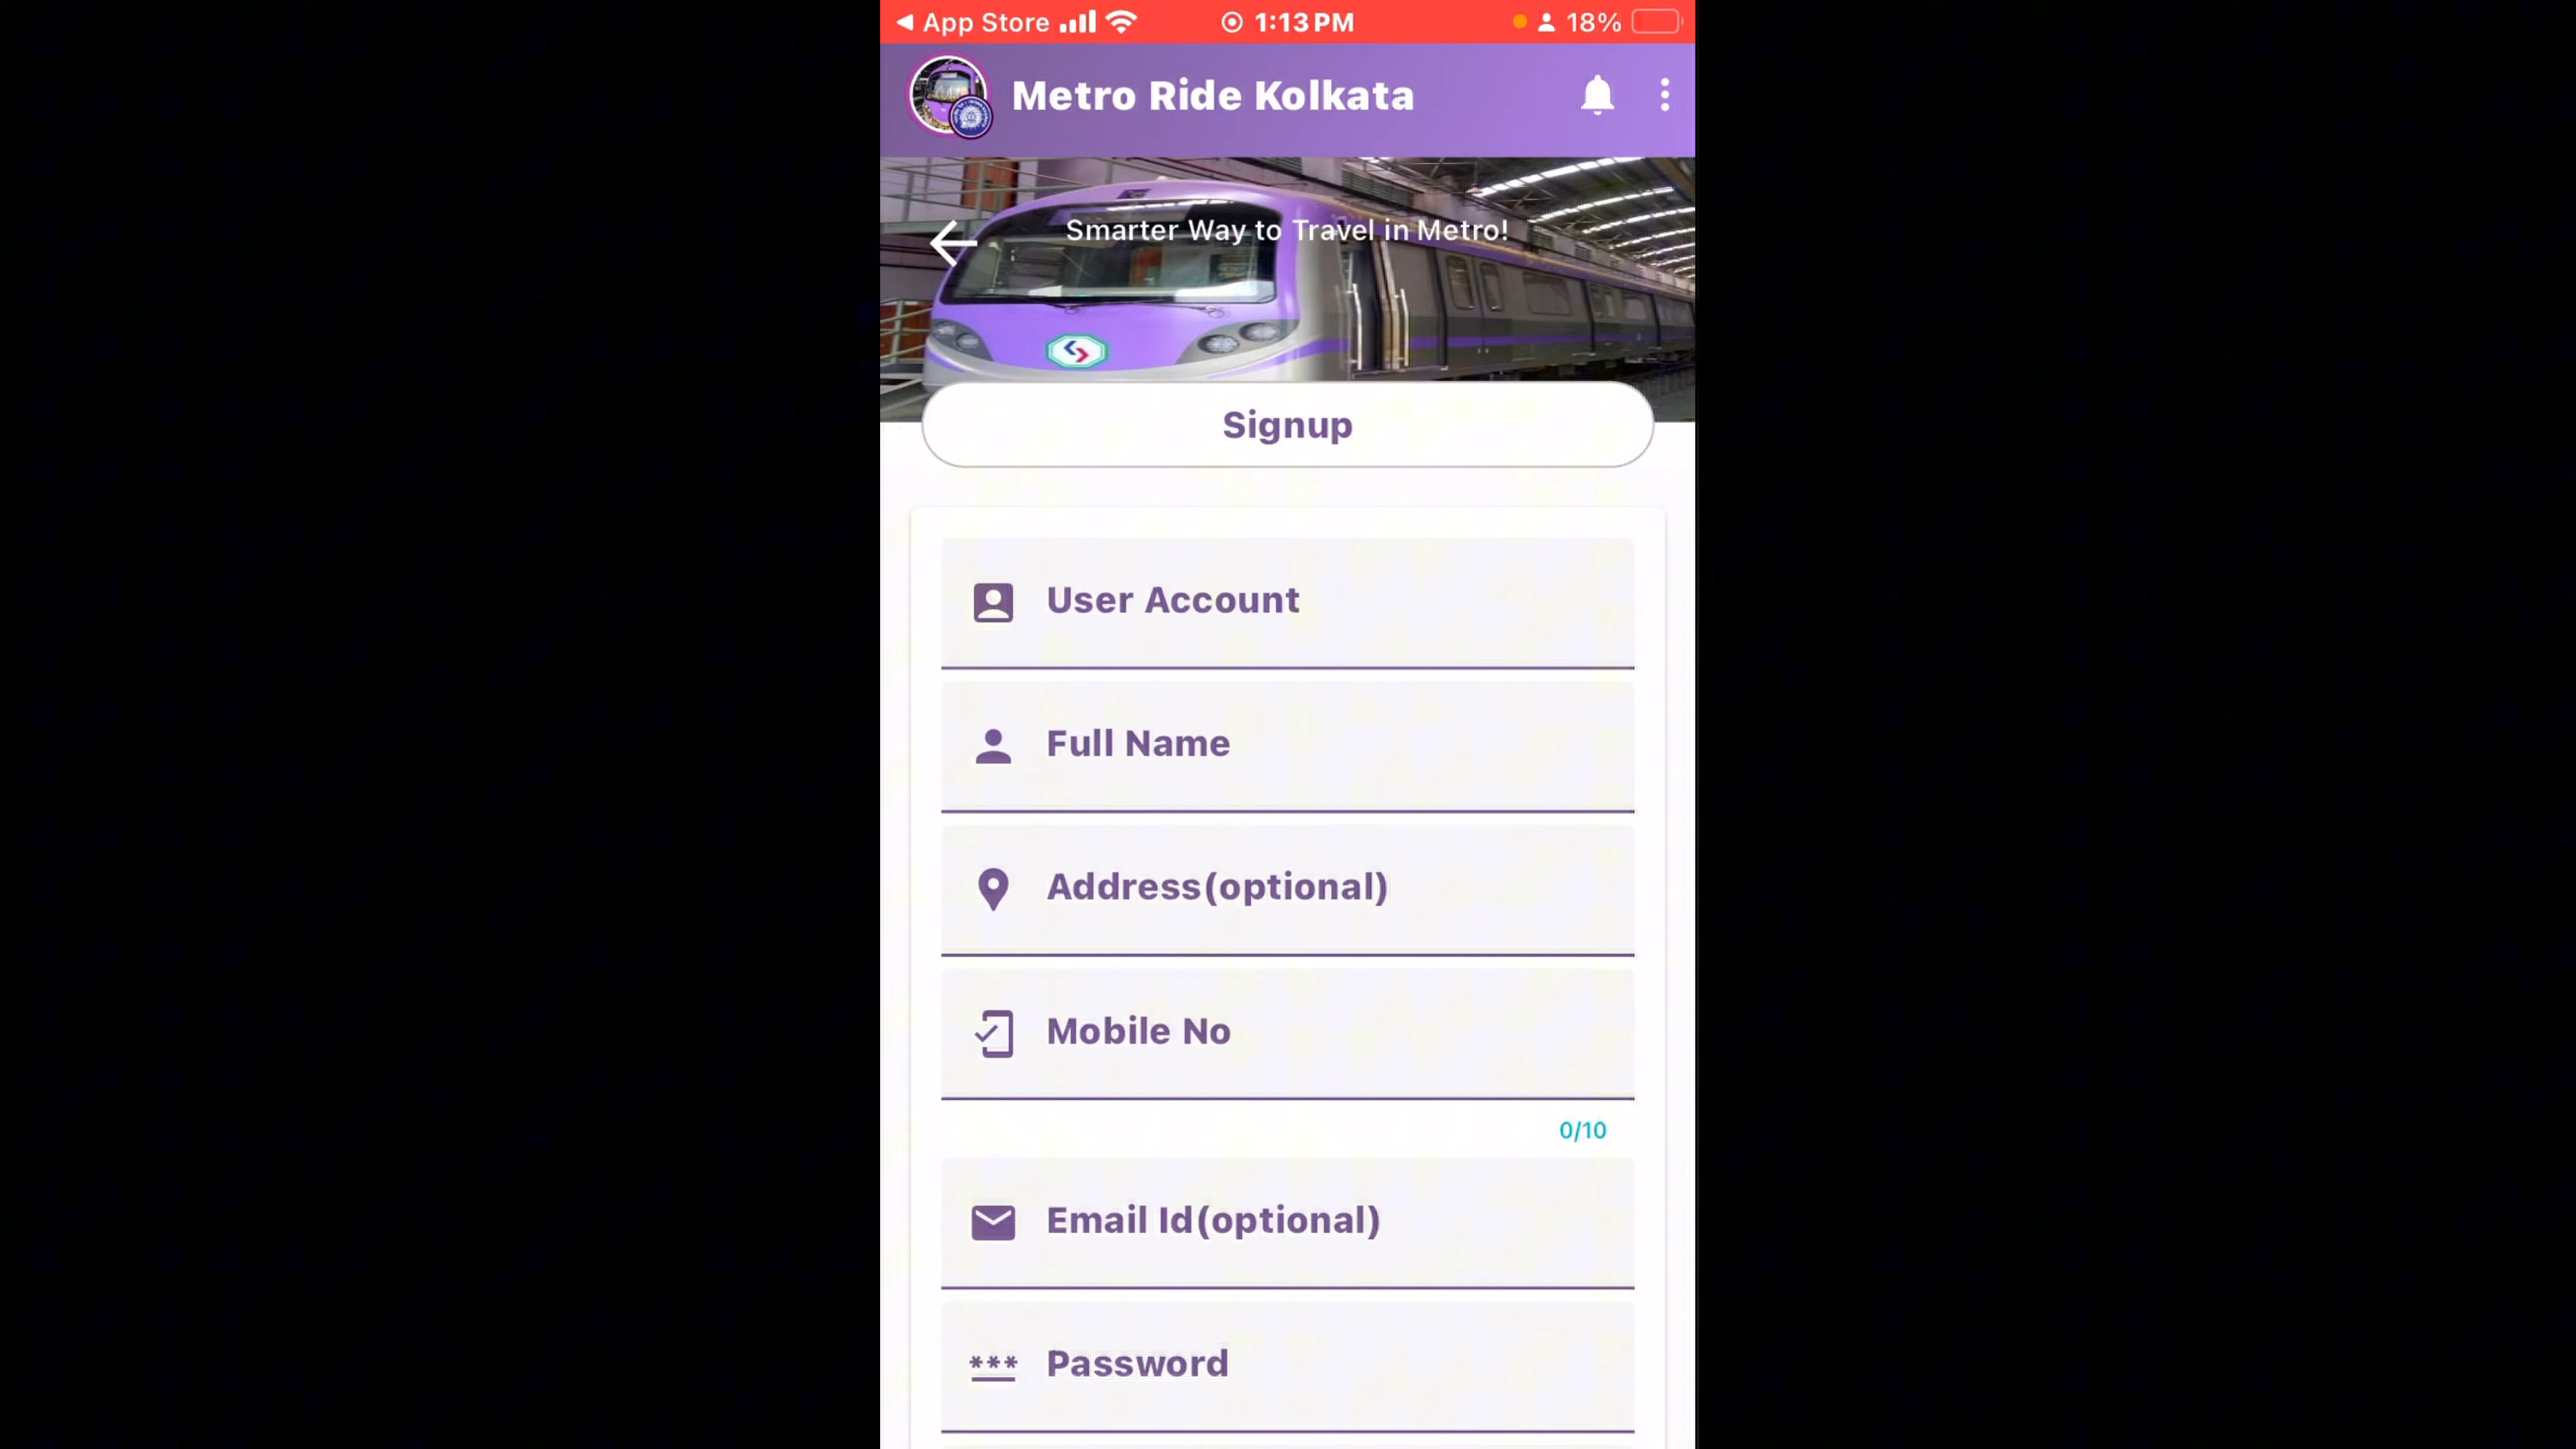 App Store 1:13 PM 18%
Metro Ride Kolkata
Smarter Way to Travel in Metro!
Signup
User Account
Full Name
Address(optional)
Mobile No
0/10
Email Id(optional)
*** Password